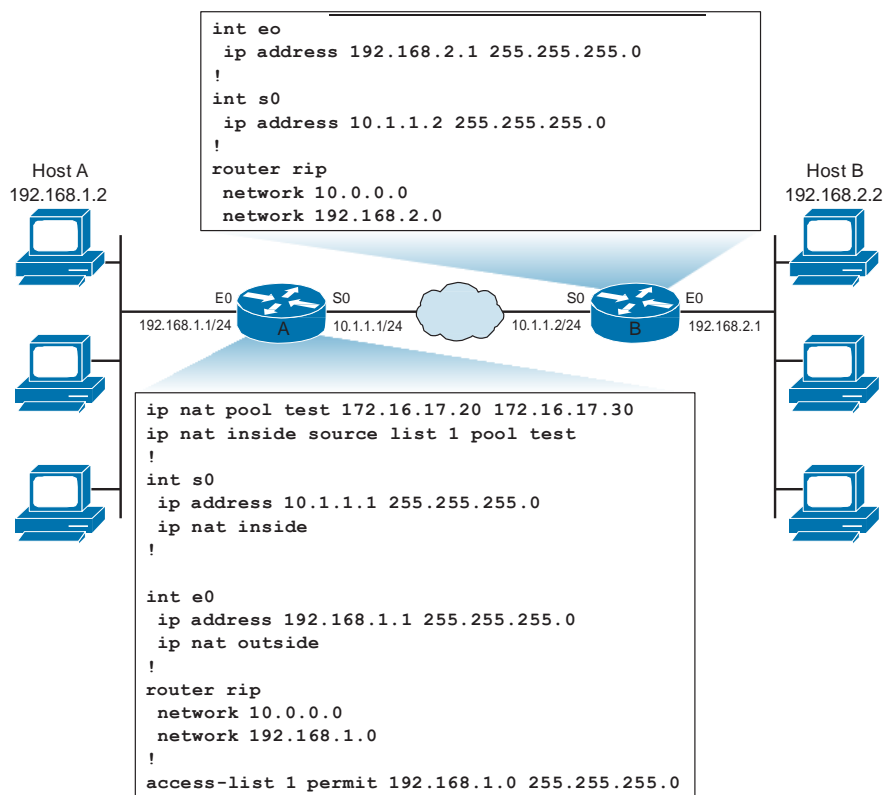 int eo
ip address 192.168.2.1 255.255.255.0
!
int s0
ip address 10.1.1.2 255.255.255.0
!
router rip
network 10.0.0.0
network 192.168.2.0
Host A
192.168.1.2
Host B
192.168.2.2
E0
S0
S0
E0
192.168.1.1/24
A
10.1.1.1/24
10.1.1.2/24
B
192.168.2.1
ip nat pool test 172.16.17.20 172.16.17.30
ip nat inside source list 1 pool test
!
int s0
ip address 10.1.1.1 255.255.255.0
ip nat inside
!
int e0
ip address 192.168.1.1 255.255.255.0
ip nat outside
!
router rip
network 10.0.0.0
network 192.168.1.0
!
access-list 1 permit 192.168.1.0 255.255.255.0